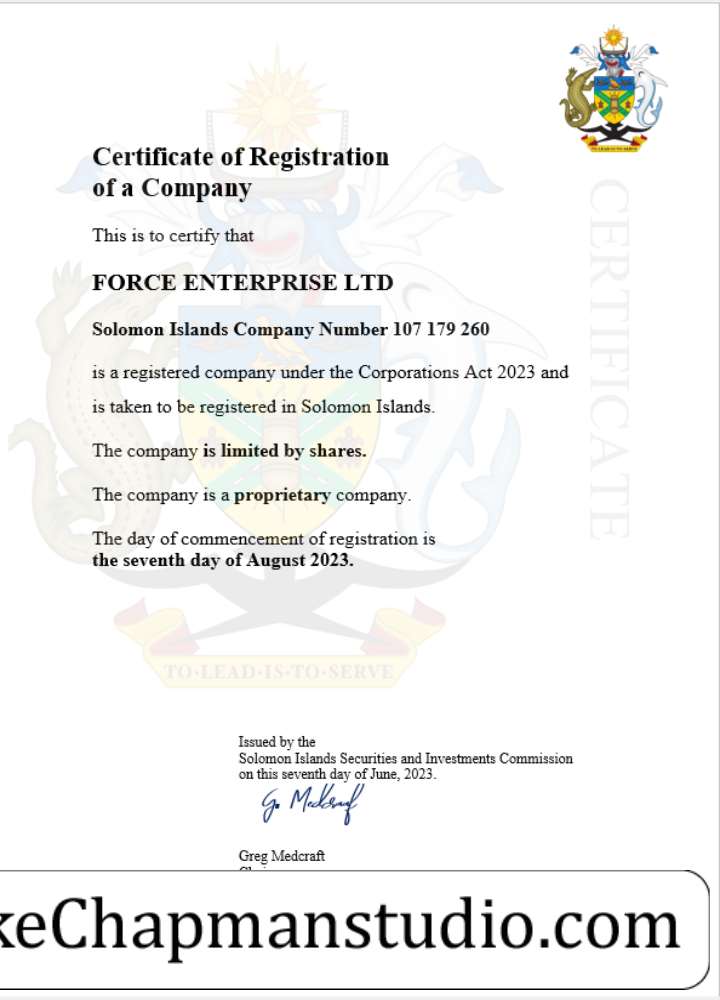 TO·LEAD·IS·TO·SERVE
Certificate of Registration
of a Company
This is to certify that
FORCE ENTERPRISE LTD
Solomon Islands Company Number 107 179 260
is a registered company under the Corporations Act 2023 and
is taken to be registered in Solomon Islands.
The company is limited by shares.
The company is a proprietary company.
The day of commencement of registration is
the seventh day of August 2023.
CERTIFICATE
TO·LEAD·IS·TO·SERVE
Issued by the
Solomon Islands Securities and Investments Commission
on this seventh day of June, 2023.
Greg Medcraft
keChapmanstudio.com